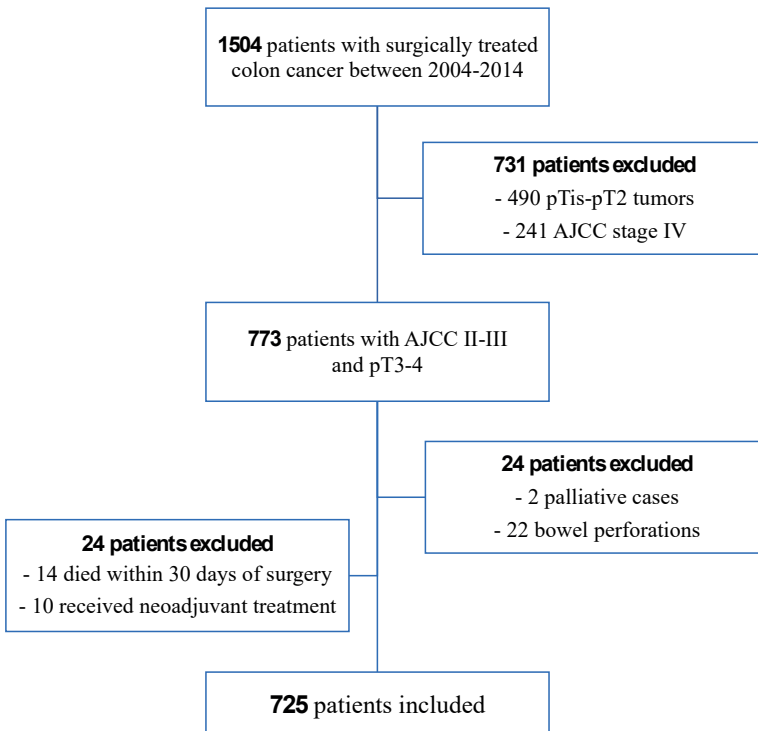 1504 patients with surgically treated
colon cancer between 2004-2014
731 patients excluded
- 490 pTis-pT2 tumors
- 241 AJCC stage IV
773 patients with AJCC II-III
and pT3-4
24 patients excluded
- 2 palliative cases
- 22 bowel perforations
24 patients excluded
- 14 died within 30 days of surgery
- 10 received neoadjuvant treatment
725 patients included